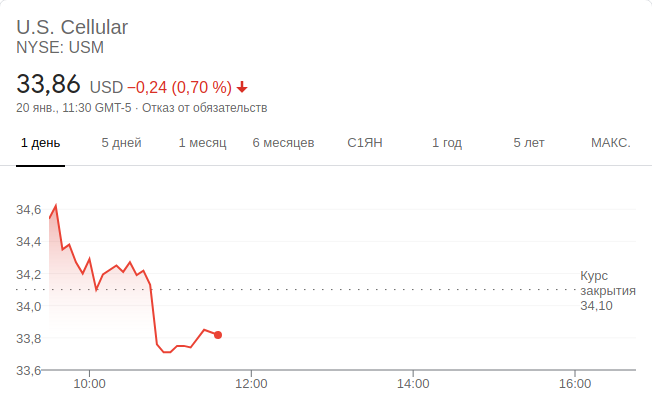 U.S. Cellular
NYSE: USM
33,86 USD −0,24 (0,70 %)
20 янв., 11:30 GMT-5 · Отказ от обязательств
1 день 5 дней 1 месяц 6 месяцев С1ЯН 1 год 5 лет МАКС.
34,6
34,4
34,2
34,0
33,8
33,6
Курс
закрытия
34,10
10:00 12:00 14:00 16:00